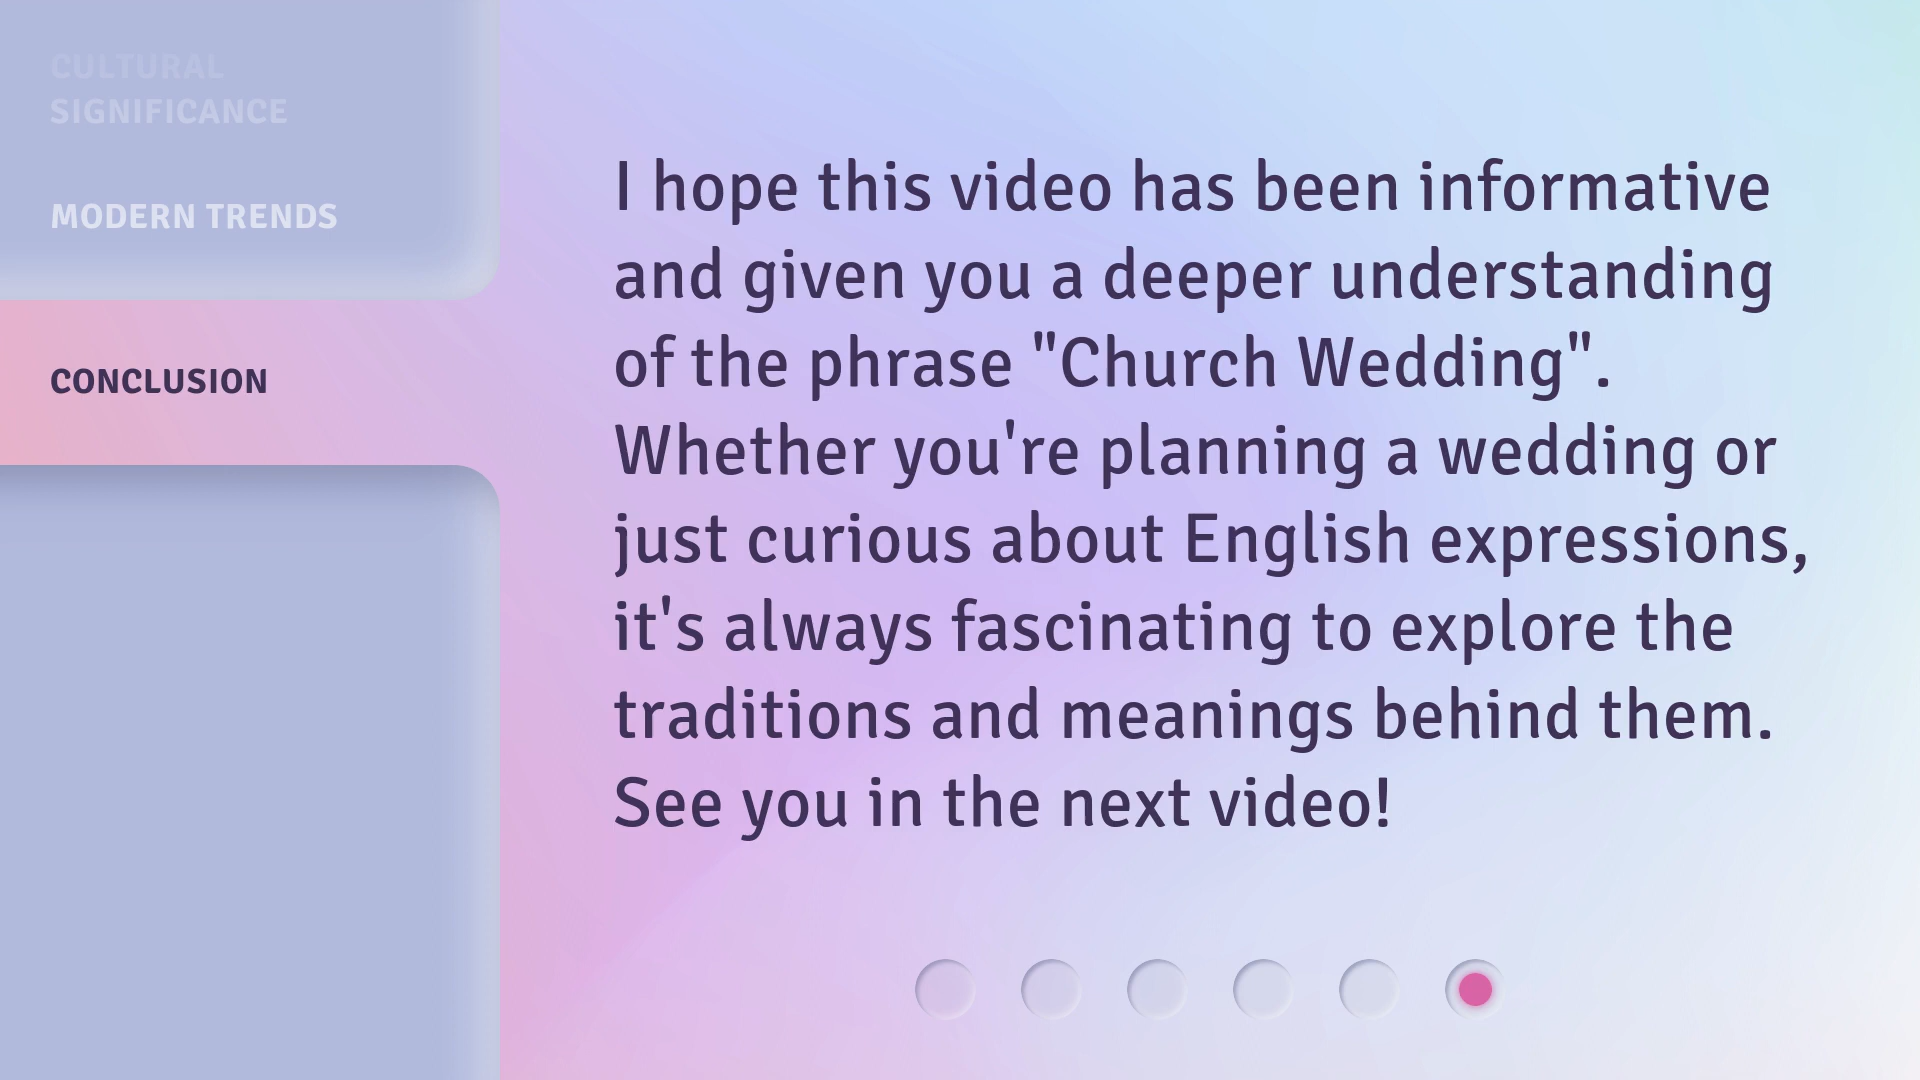 CULTURAL
SIGNIFICANCE
MODERN TRENDS
CONCLUSION
I hope this video has been informative
and given you a deeper understanding
of the phrase "Church Wedding".
Whether you're planning a wedding or
just curious about English expressions,
it's always fascinating to explore the
traditions and meanings behind them.
See you in the next video!